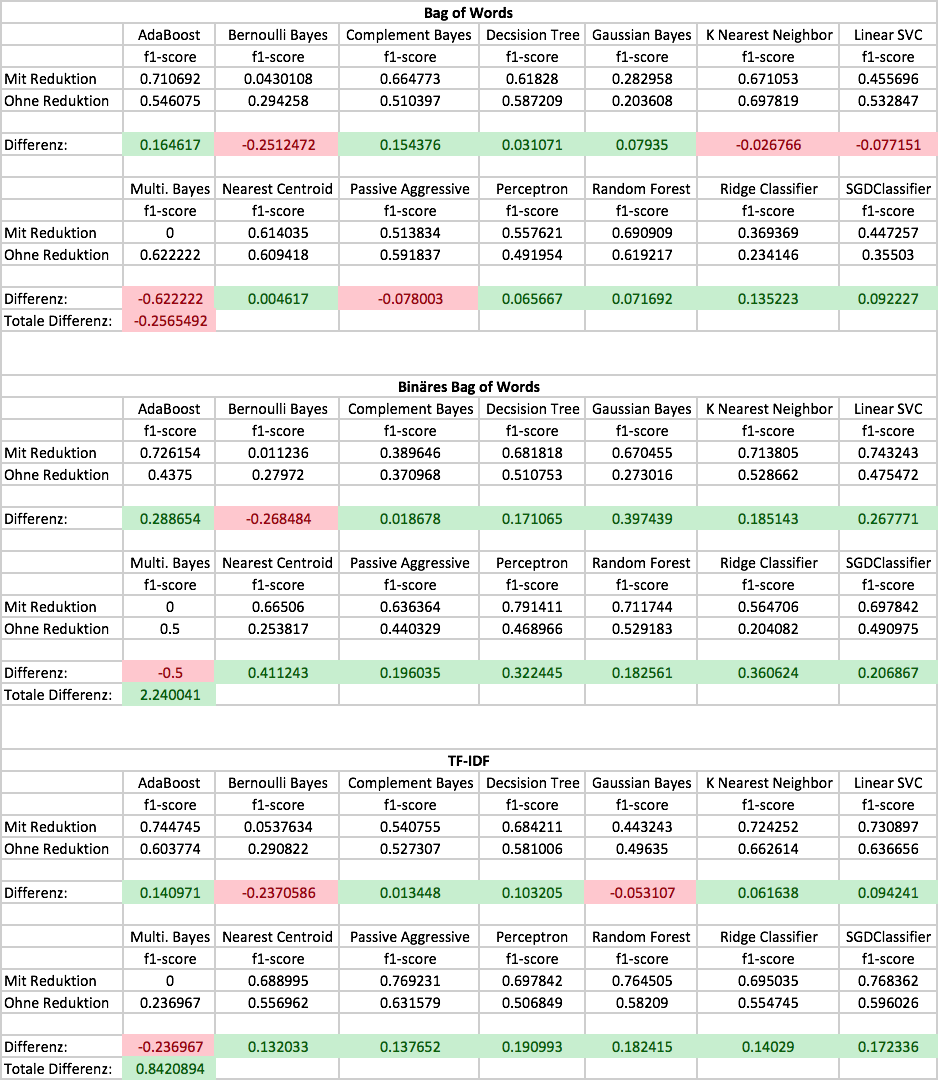 Bag of Words
AdaBoost Bernoulli Bayes Complement Bayes Decsision Tree Gaussian Bayes K Nearest Neighbor Linear SVC
f1-score f1-score f1-score f1-score f1-score f1-score f1-score
Mit Reduktion 0.710692 0.0430108 0.664773 0.61828 0.282958 0.671053 0.455696
Ohne Reduktion 0.546075 0.294258 0.510397 0.587209 0.203608 0.697819 0.532847
Differenz: 0.164617 -0.2512472 0.154376 0.031071 0.07935 -0.026766 -0.077151
Multi. Bayes Nearest Centroid Passive Aggressive Perceptron Random Forest Ridge Classifier SGDClassifier
f1-score f1-score f1-score f1-score f1-score f1-score f1-score
Mit Reduktion 0 0.614035 0.513834 0.557621 0.690909 0.369369 0.447257
Ohne Reduktion 0.622222 0.609418 0.591837 0.491954 0.619217 0.234146 0.35503
Differenz: -0.622222 0.004617 -0.078003 0.065667 0.071692 0.135223 0.092227
Totale Differenz: -0.2565492
Binäres Bag of Words
AdaBoost Bernoulli Bayes Complement Bayes Decsision Tree Gaussian Bayes K Nearest Neighbor Linear SVC
f1-score f1-score f1-score f1-score f1-score f1-score f1-score
Mit Reduktion 0.726154 0.011236 0.389646 0.681818 0.670455 0.713805 0.743243
Ohne Reduktion 0.4375 0.27972 0.370968 0.510753 0.273016 0.528662 0.475472
Differenz: 0.288654 -0.268484 0.018678 0.171065 0.397439 0.185143 0.267771
Multi. Bayes Nearest Centroid Passive Aggressive Perceptron Random Forest Ridge Classifier SGDClassifier
f1-score f1-score f1-score f1-score f1-score f1-score f1-score
Mit Reduktion 0 0.66506 0.636364 0.791411 0.711744 0.564706 0.697842
Ohne Reduktion 0.5 0.253817 0.440329 0.468966 0.529183 0.204082 0.490975
Differenz: -0.5 0.411243 0.196035 0.322445 0.182561 0.360624 0.206867
Totale Differenz: 2.240041
TF-IDF
AdaBoost Bernoulli Bayes Complement Bayes Decsision Tree Gaussian Bayes K Nearest Neighbor Linear SVC
f1-score f1-score f1-score f1-score f1-score f1-score f1-score
Mit Reduktion 0.744745 0.0537634 0.540755 0.684211 0.443243 0.724252 0.730897
Ohne Reduktion 0.603774 0.290822 0.527307 0.581006 0.49635 0.662614 0.636656
Differenz: 0.140971 -0.2370586 0.013448 0.103205 -0.053107 0.061638 0.094241
Multi. Bayes Nearest Centroid Passive Aggressive Perceptron Random Forest Ridge Classifier SGDClassifier
f1-score f1-score f1-score f1-score f1-score f1-score f1-score
Mit Reduktion 0 0.688995 0.769231 0.697842 0.764505 0.695035 0.768362
Ohne Reduktion 0.236967 0.556962 0.631579 0.506849 0.58209 0.554745 0.596026
Differenz: -0.236967 0.132033 0.137652 0.190993 0.182415 0.14029 0.172336
Totale Differenz: 0.8420894